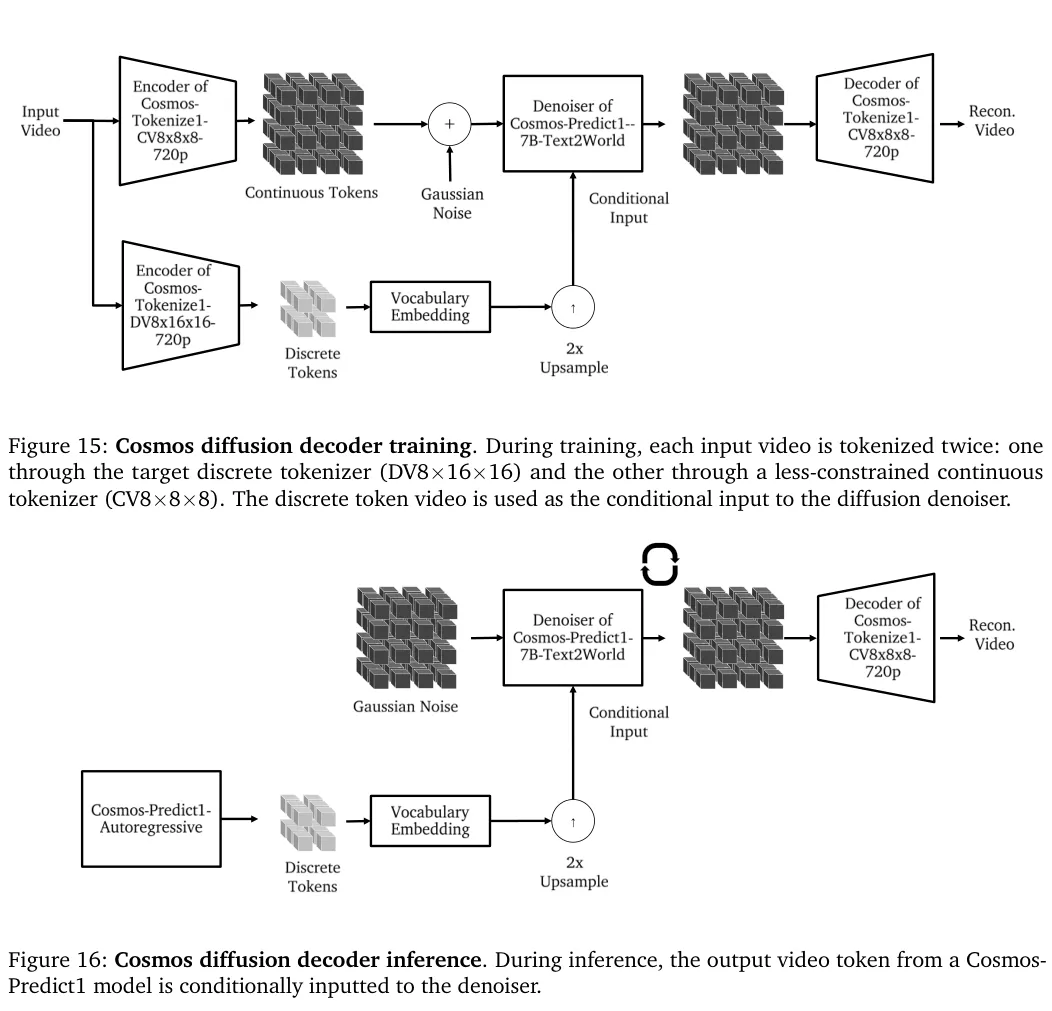 Input
Video
Encoder of
Cosmos-
Tokenize1-
CV8x8x8-
720p
Continuous Tokens
+
Gaussian
Noise
Denoiser of
Cosmos-Predict1--
7B-Text2World
Conditional
Input
Decoder of
Cosmos-
Tokenize1-
CV8x8x8-
720p
Recon.
Video
Encoder of
Cosmos-
Tokenize1-
DV8x16x16-
720p
Discrete
Tokens
Vocabulary
Embedding
↑
2x
Upsample
Figure 15: Cosmos diffusion decoder training. During training, each input video is tokenized twice: one
through the target discrete tokenizer (DV8×16×16) and the other through a less-constrained continuous
tokenizer (CV8×8×8). The discrete token video is used as the conditional input to the diffusion denoiser.
Gaussian Noise
Denoiser of
Cosmos-Predict1-
7B-Text2World
Conditional
Input
Decoder of
Cosmos-
Tokenize1-
CV8x8x8-
720p
Recon.
Video
Cosmos-Predict1-
Autoregressive
Discrete
Tokens
Vocabulary
Embedding
↑
2x
Upsample
Figure 16: Cosmos diffusion decoder inference. During inference, the output video token from a Cosmos-
Predict1 model is conditionally inputted to the denoiser.